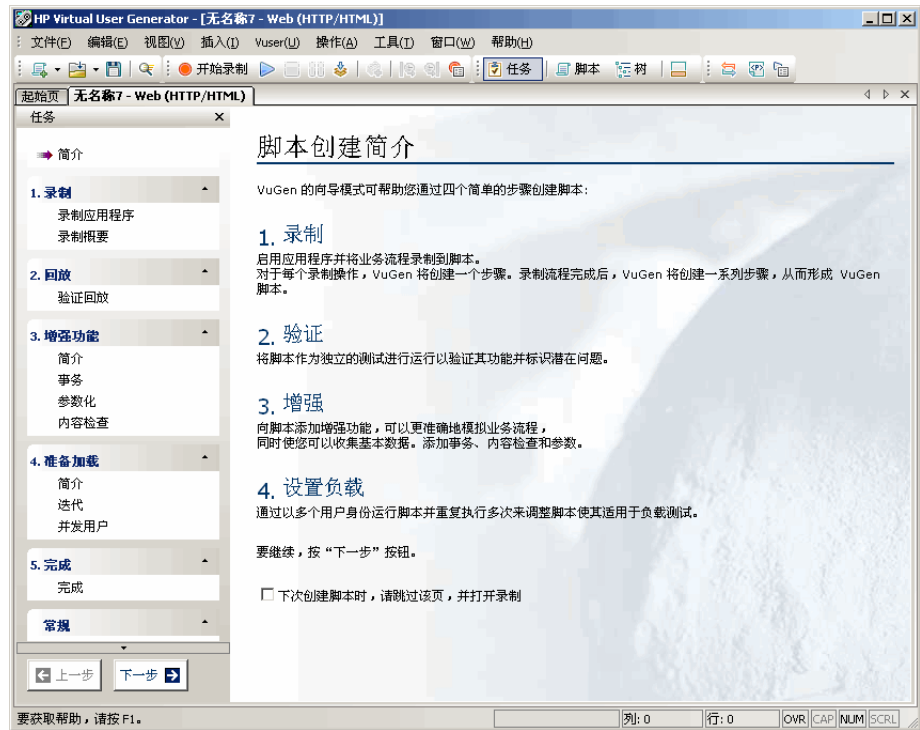 HP Virtual User Generator - [无名称7 - Web (HTTP/HTML)]
文件(F) 编辑(E) 视图(V) 插入(I) Vuser(U) 操作(A) 工具(T) 窗口(W) 帮助(H)
开始录制 任务 脚本 树
起始页 无名称7 - Web (HTTP/HTML)
任务
简介
1. 录制
录制应用程序
录制概要
2. 回放
验证回放
3. 增强功能
简介
事务
参数化
内容检查
4. 准备加载
简介
迭代
并发用户
5. 完成
完成
常规
上一步 下一步
脚本创建简介
VuGen 的向导模式可帮助您通过四个简单的步骤创建脚本:
1. 录制
启用应用程序并将业务流程录制到脚本。
对于每个录制操作，VuGen 将创建一个步骤。录制流程完成后，VuGen 将创建一系列步骤，从而形成 VuGen
脚本。
2. 验证
将脚本作为独立的测试进行运行以验证其功能并标识潜在问题。
3. 增强
向脚本添加增强功能，可以更准确地模拟业务流程，
同时使您可以收集基本数据。添加事务、内容检查和参数。
4. 设置负载
通过以多个用户身份运行脚本并重复执行多次来调整脚本使其适用于负载测试。
要继续，按“下一步”按钮。
下次创建脚本时，请跳过该页，并打开录制
要获取帮助，请按 F1。
列: 0 行: 0 OVR CAP NUM SCRL